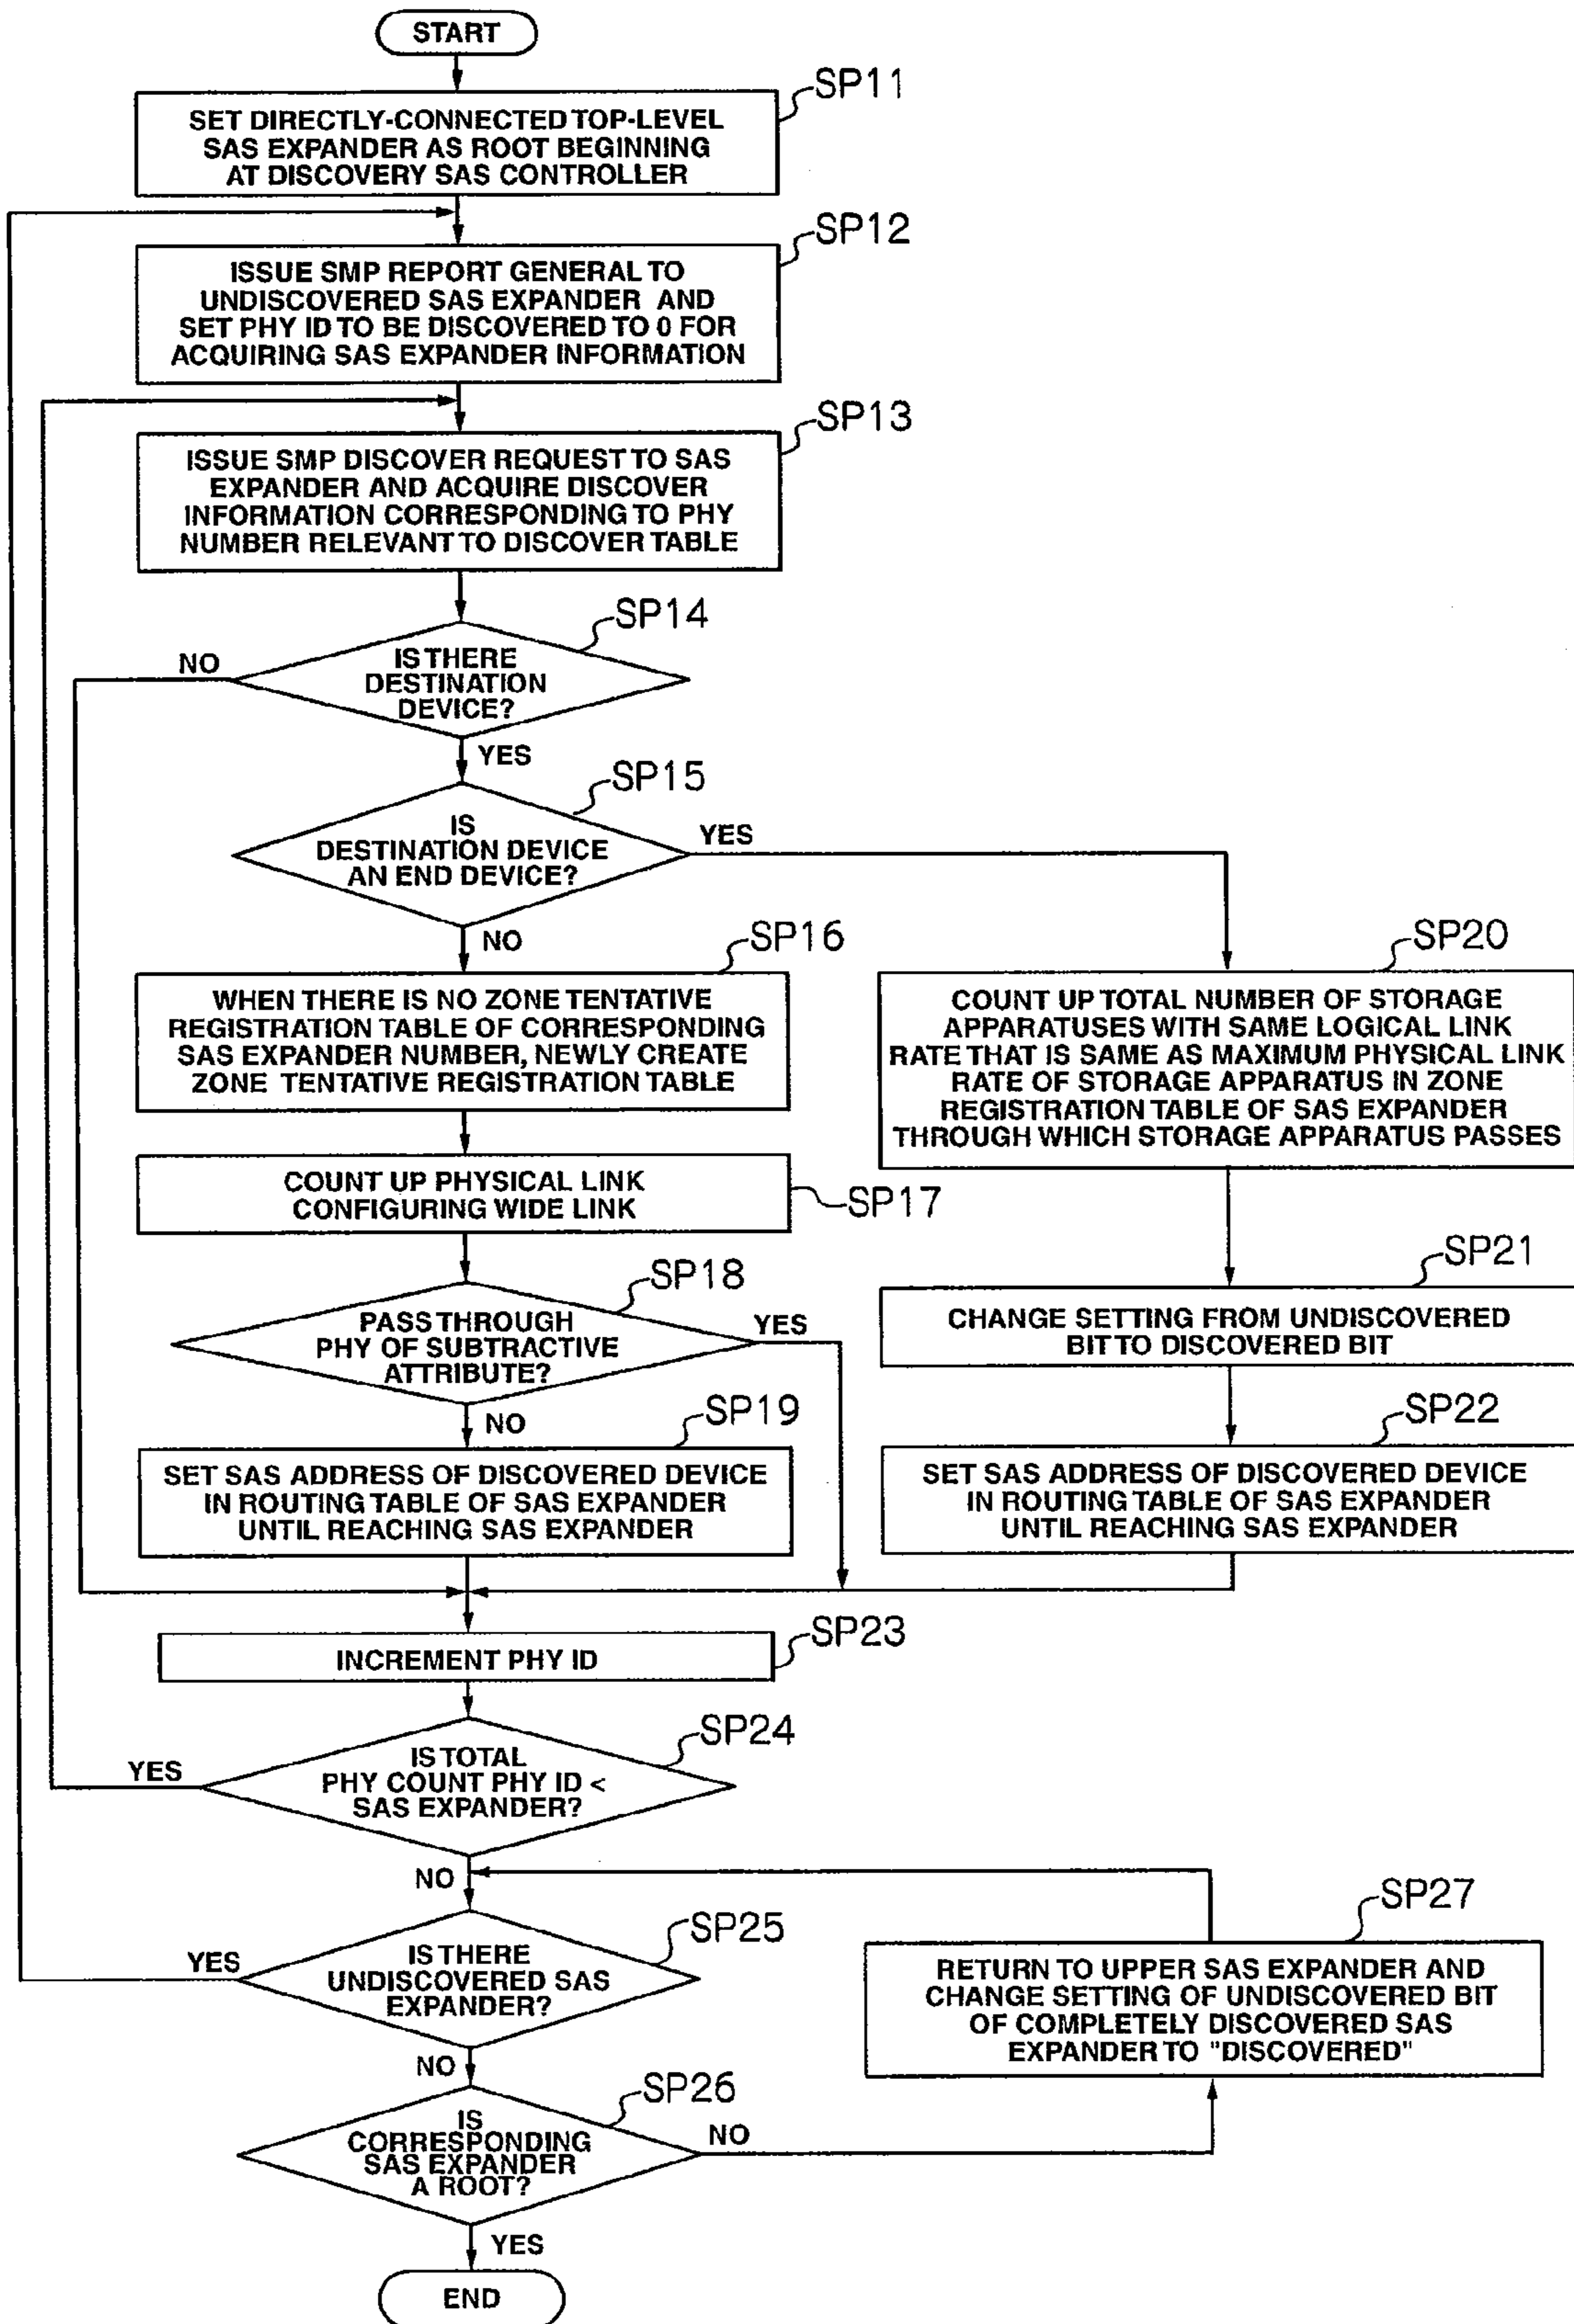 START
SP11
SET DIRECTLY-CONNECTED TOP-LEVEL
SAS EXPANDER AS ROOT BEGINNING
AT DISCOVERY SAS CONTROLLER
SP12
ISSUE SMP REPORT GENERAL TO
UNDISCOVERED SAS EXPANDER AND
SET PHY ID TO BE DISCOVERED TO 0 FOR
ACQUIRING SAS EXPANDER INFORMATION
SP13
ISSUE SMP DISCOVER REQUEST TO SAS
EXPANDER AND ACQUIRE DISCOVER
INFORMATION CORRESPONDING TO PHY
NUMBER RELEVANT TO DISCOVER TABLE
SP14
NO
IS THERE
DESTINATION
DEVICE?
YES
SP15
IS
DESTINATION DEVICE
AN END DEVICE?
YES
NO
SP16
WHEN THERE IS NO ZONE TENTATIVE
REGISTRATION TABLE OF CORRESPONDING
SAS EXPANDER NUMBER, NEWLY CREATE
ZONE TENTATIVE REGISTRATION TABLE
SP20
COUNT UP TOTAL NUMBER OF STORAGE
APPARATUSES WITH SAME LOGICAL LINK
RATE THAT IS SAME AS MAXIMUM PHYSICAL LINK
RATE OF STORAGE APPARATUS IN ZONE
REGISTRATION TABLE OF SAS EXPANDER
THROUGH WHICH STORAGE APPARATUS PASSES
COUNT UP PHYSICAL LINK
CONFIGURING WIDE LINK
SP17
SP18
PASS THROUGH
PHY OF SUBTRACTIVE
ATTRIBUTE?
YES
NO
SP21
CHANGE SETTING FROM UNDISCOVERED
BIT TO DISCOVERED BIT
SP19
SET SAS ADDRESS OF DISCOVERED DEVICE
IN ROUTING TABLE OF SAS EXPANDER
UNTIL REACHING SAS EXPANDER
SP22
SET SAS ADDRESS OF DISCOVERED DEVICE
IN ROUTING TABLE OF SAS EXPANDER
UNTIL REACHING SAS EXPANDER
SP23
INCREMENT PHY ID
SP24
YES
IS TOTAL
PHY COUNT PHY ID <
SAS EXPANDER?
NO
SP25
YES
IS THERE
UNDISCOVERED SAS
EXPANDER?
NO
SP27
RETURN TO UPPER SAS EXPANDER AND
CHANGE SETTING OF UNDISCOVERED BIT
OF COMPLETELY DISCOVERED SAS
EXPANDER TO "DISCOVERED"
SP26
IS
CORRESPONDING
SAS EXPANDER
A ROOT?
NO
YES
END